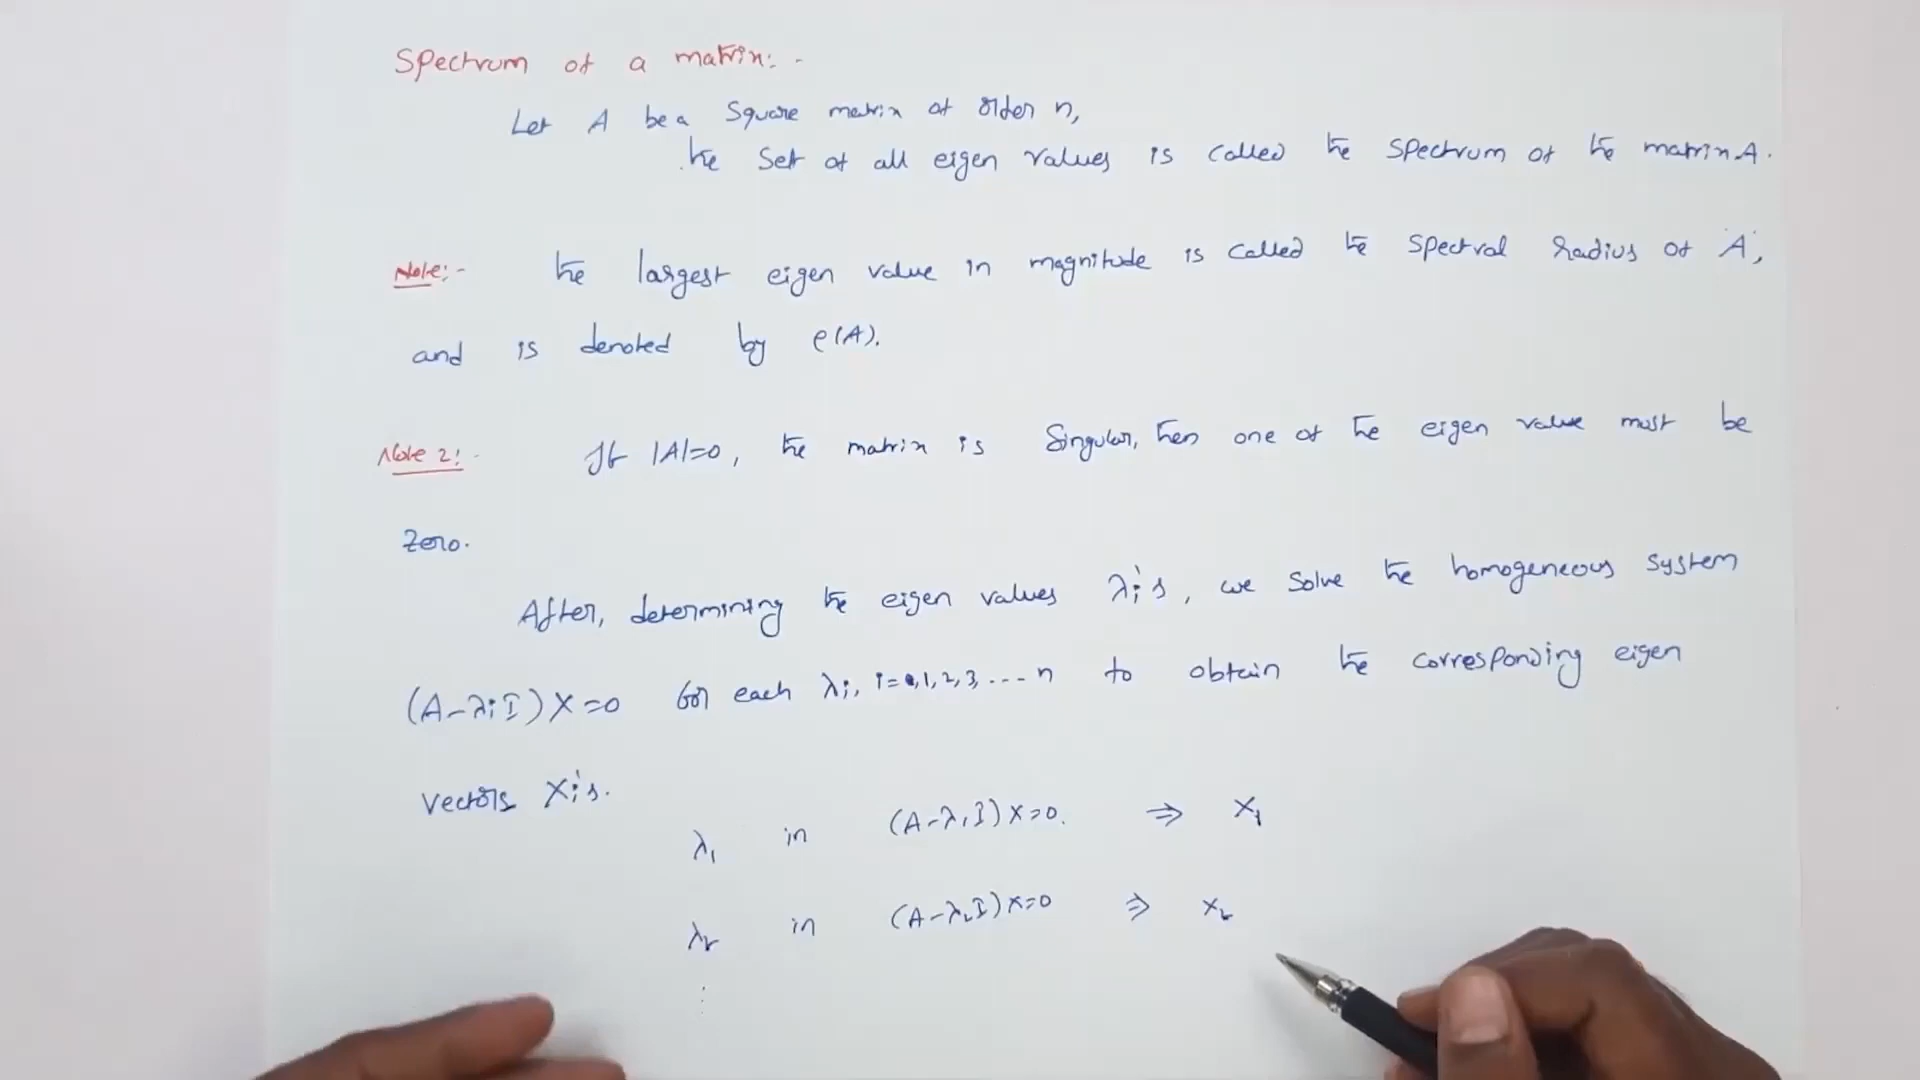 Spectrum of a matrix:-
Let A be a square matrix of order n,
the set of all eigen values is called the spectrum of the matrix A.
Note:- the largest eigen value in magnitude is called the spectral radius of 'A',
and is denoted by ρ(A).
Note 2:- If |A|=0, the matrix is singular, then one of the eigen value must be
zero.
After, determining the eigen values λi's, we solve the homogeneous system
(A-λiI)X=0 for each λi, i=1,2,3,...n to obtain the corresponding eigen
vectors Xi's.
λ1 in (A-λ1I)X=0. ⇒ X1
λ2 in (A-λ2I)X=0 ⇒ X2
⋮